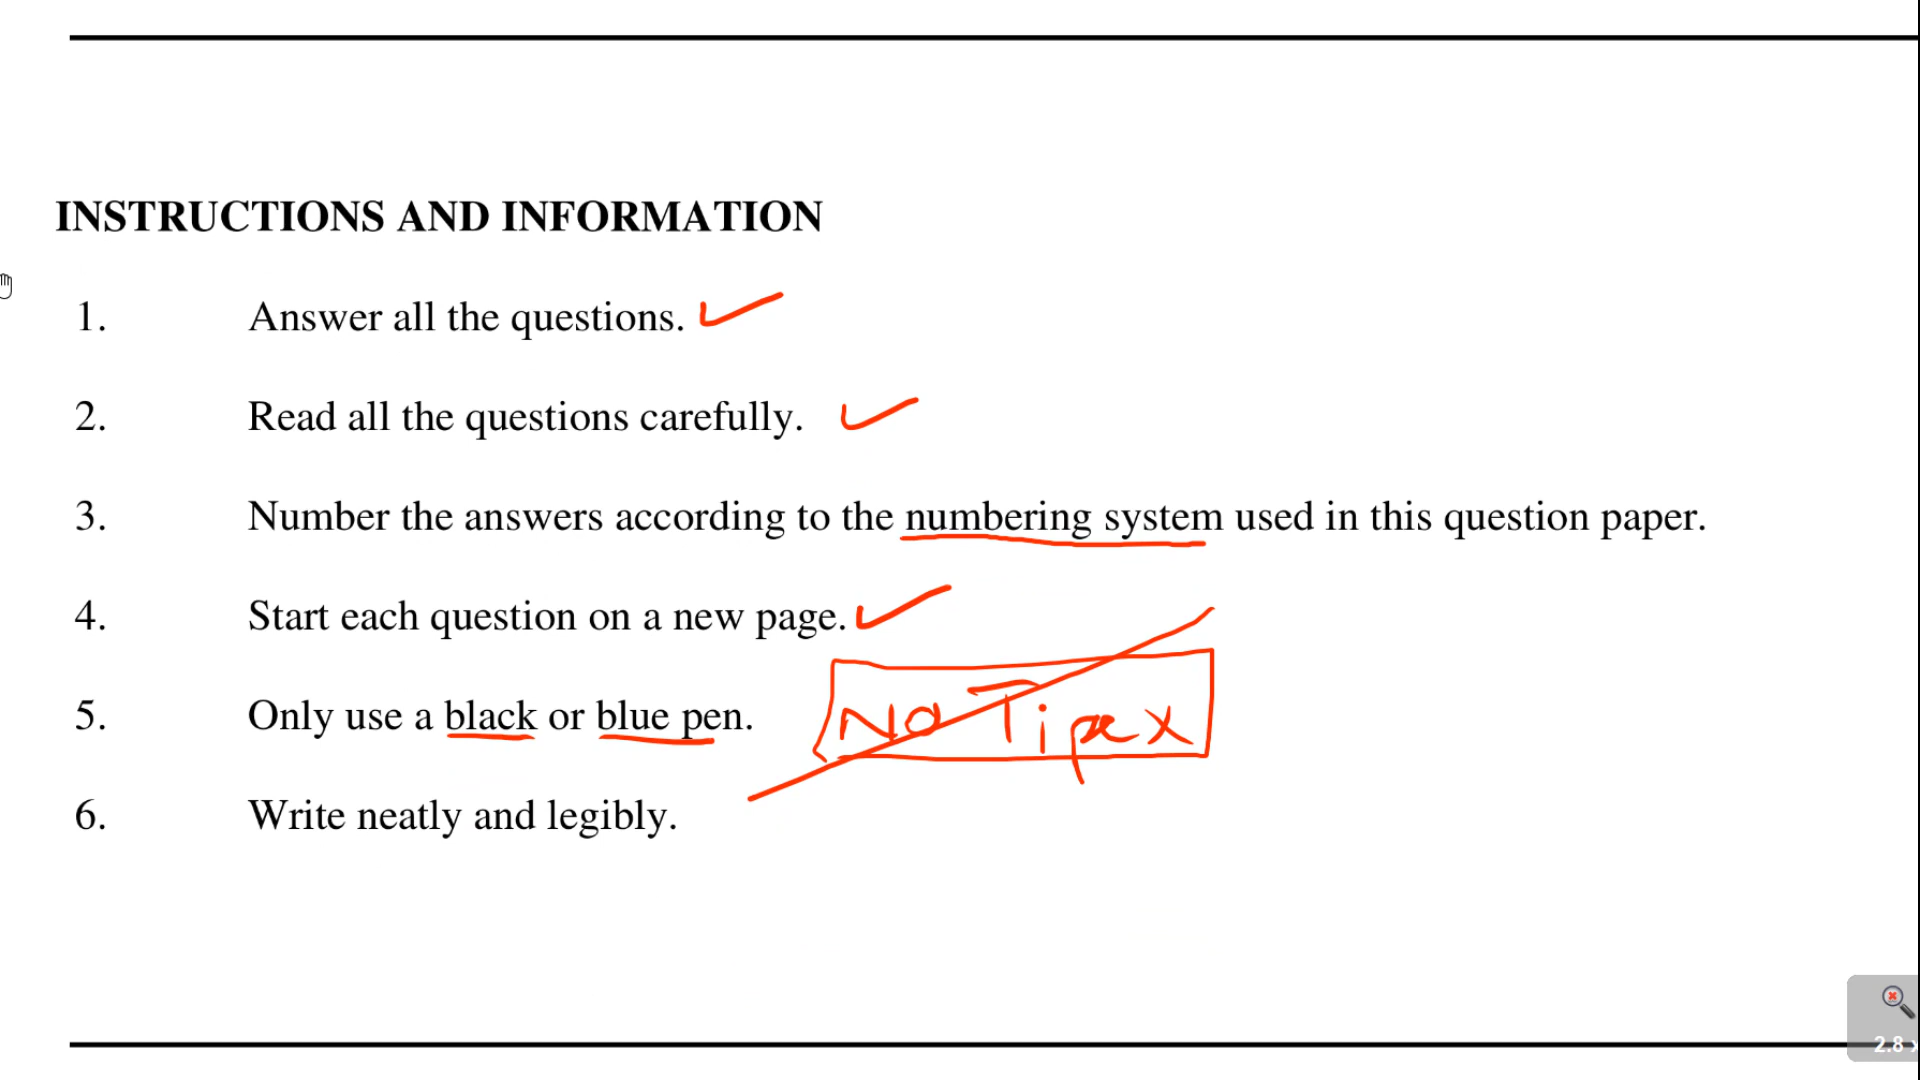 INSTRUCTIONS AND INFORMATION
1. Answer all the questions.
2. Read all the questions carefully.
3. Number the answers according to the numbering system used in this question paper.
4. Start each question on a new page.
5. Only use a black or blue pen. No Tipex
6. Write neatly and legibly.
2.8 x